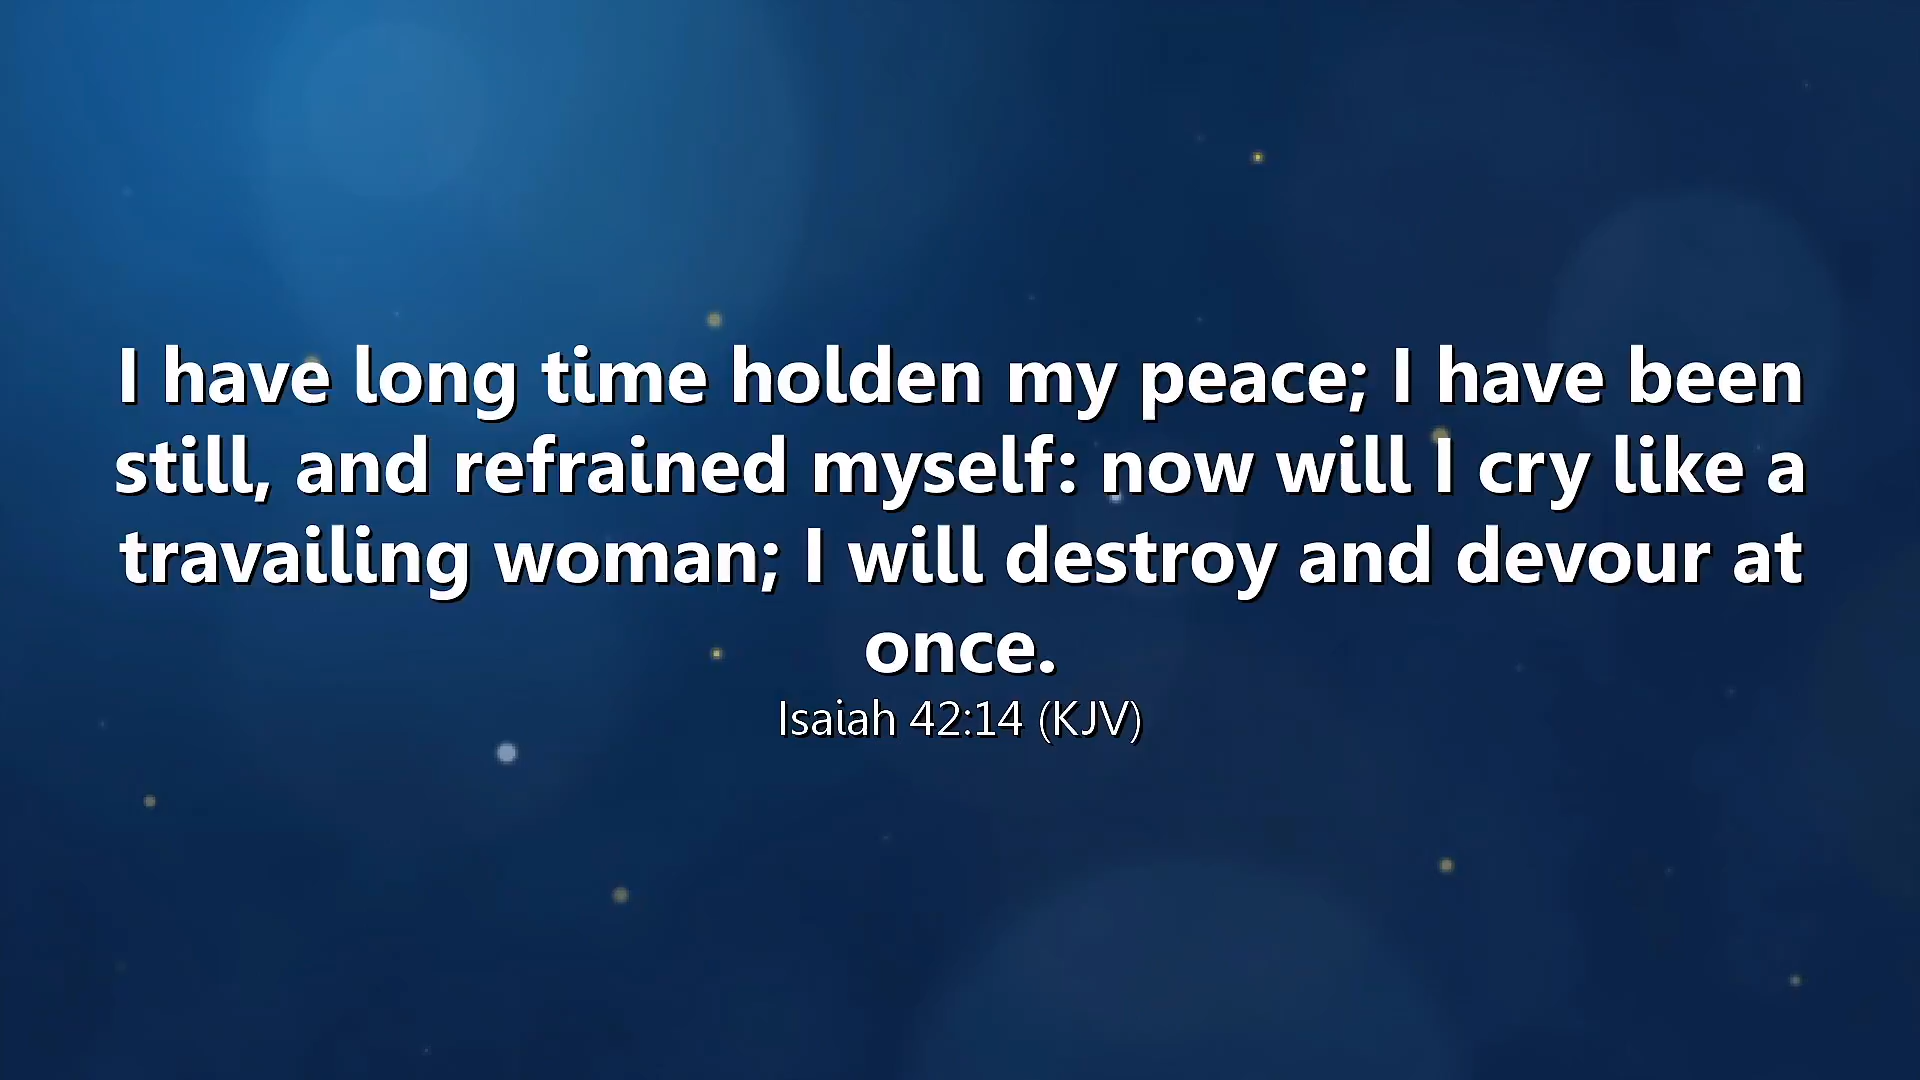 I have long time holden my peace; I have been
still, and refrained myself: now will I cry like a
travailing woman; I will destroy and devour at
once.
Isaiah 42:14 (KJV)